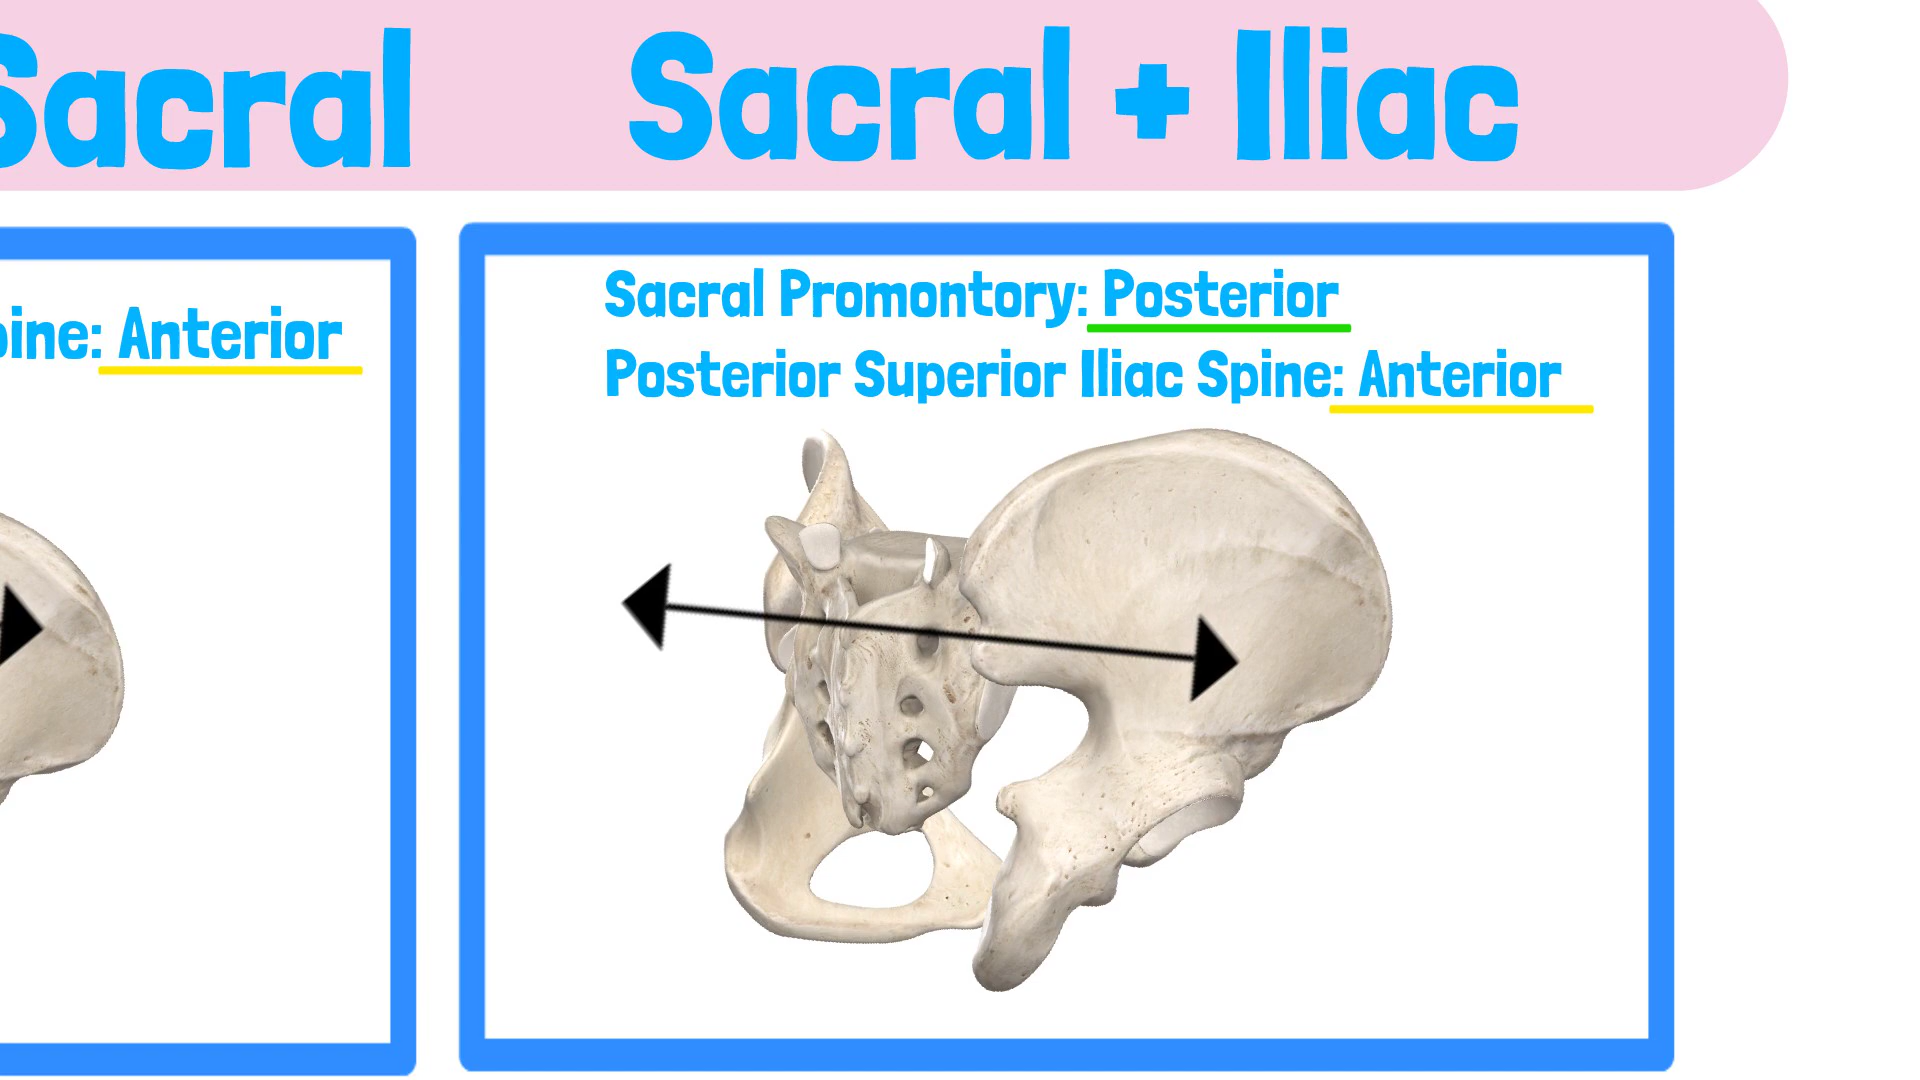 Sacral
Sacral + Iliac
pine: Anterior
Sacral Promontory: Posterior
Posterior Superior Iliac Spine: Anterior